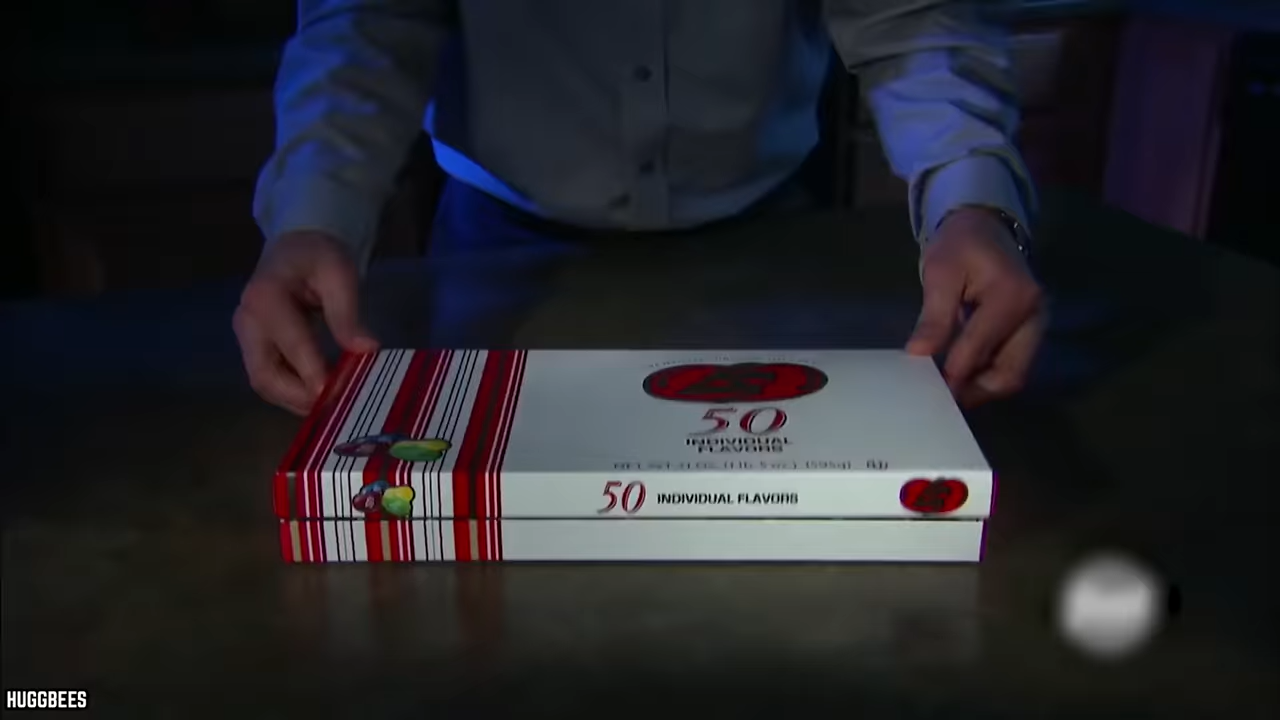 50
INDIVIDUAL
FLAVORS
50 INDIVIDUAL FLAVORS
HUGGBEES